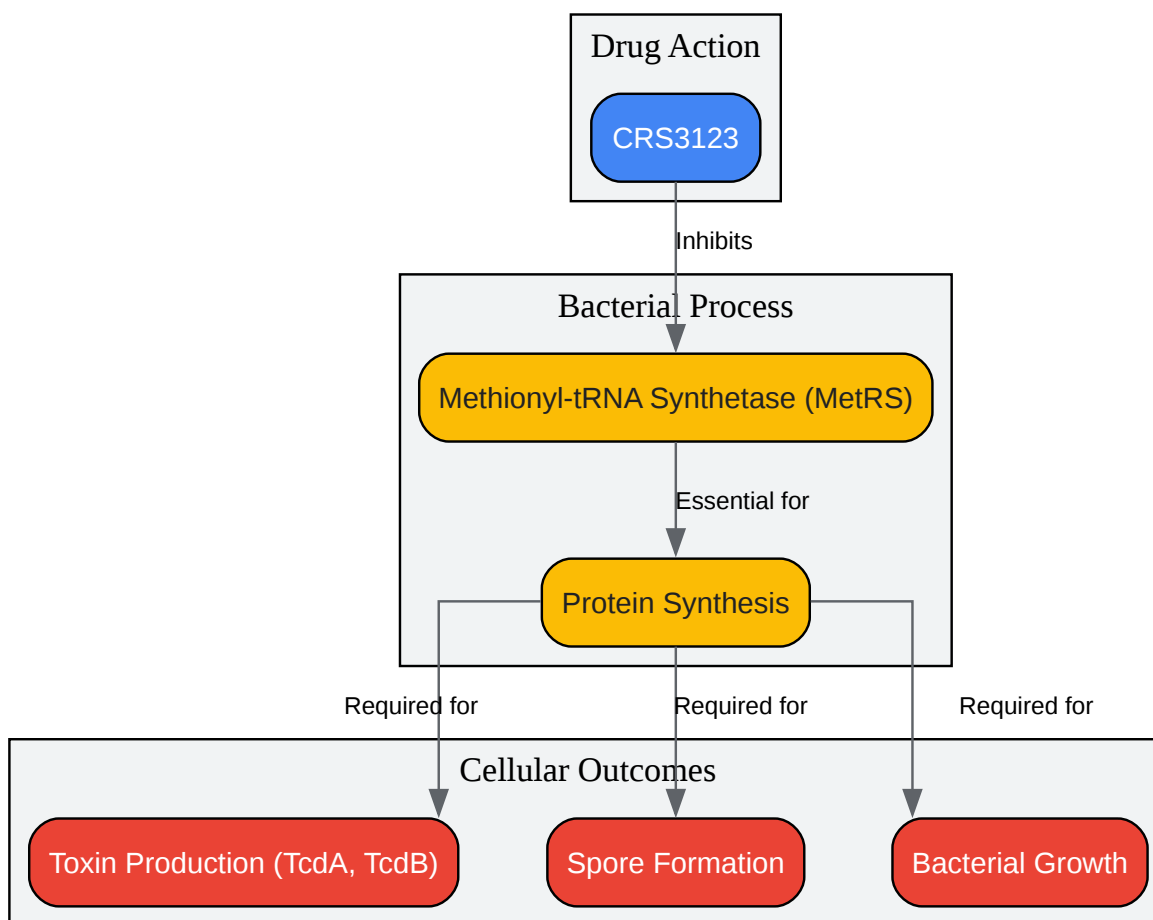 Drug Action
CRS3123
Inhibits
Bacterial Process
Methionyl-tRNA Synthetase (MetRS)
Essential for
Protein Synthesis
Required for
Required for
Required for
Cellular Outcomes
Toxin Production (TcdA, TcdB)
Spore Formation
Bacterial Growth